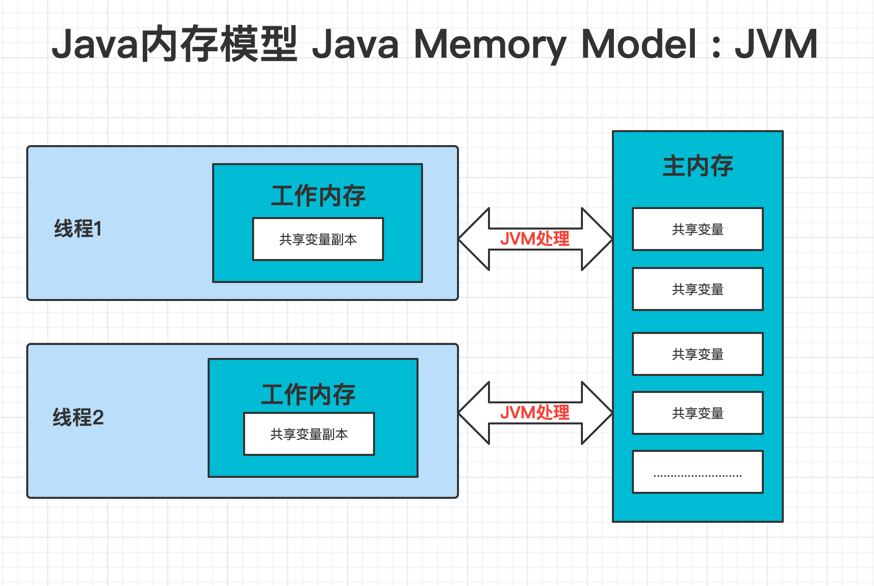 Java内存模型 Java Memory Model : JVM
线程1
工作内存
共享变量副本
JVM处理
主内存
共享变量
共享变量
共享变量
共享变量
..........................
线程2
工作内存
共享变量副本
JVM处理